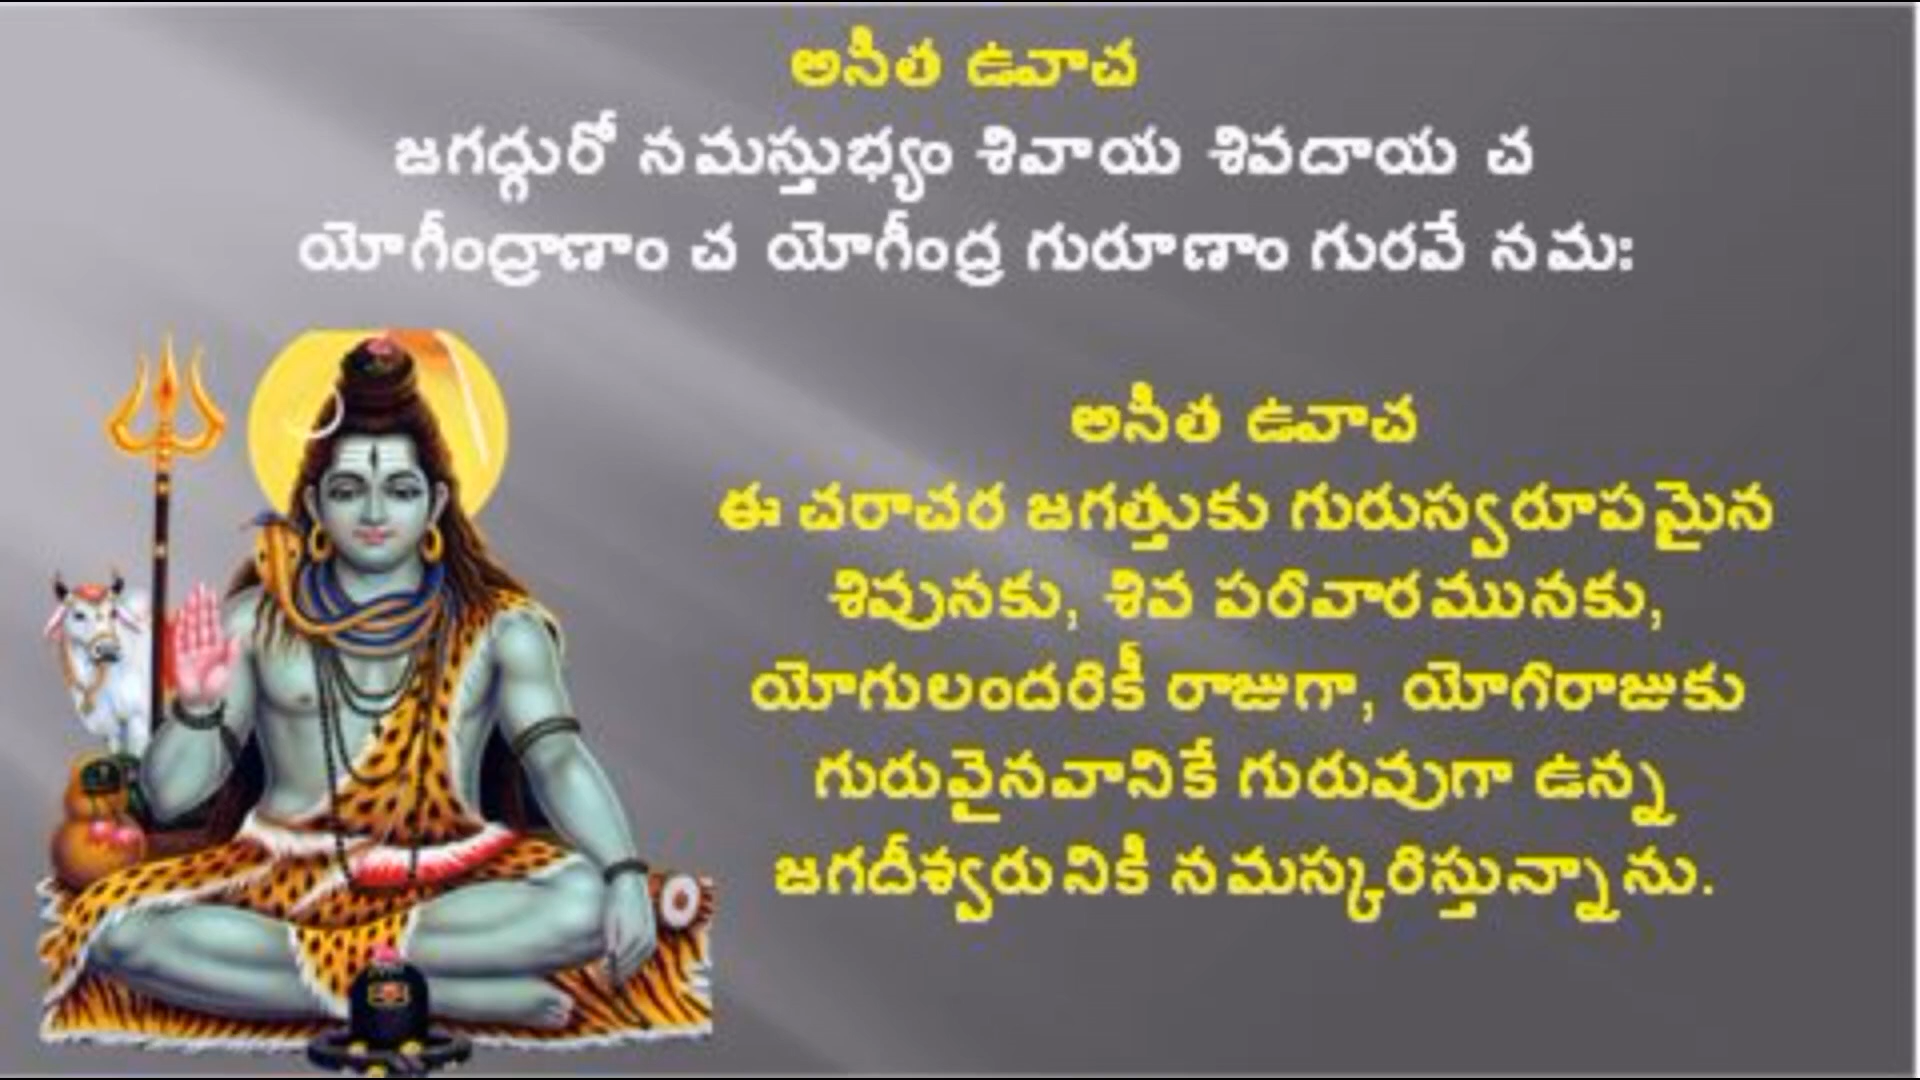 అసిత ఉవాచ
జగద్గురో నమస్తుభ్యం శివాయ శివదాయ చ
యోగీంద్రాణాం చ యోగీంద్ర గురూణాం గురవే నమః
అసిత ఉవాచ
ఈ చరాచర జగత్తుకు గురుస్వరూపమైన
శివునకు, శివ పరివారమునకు,
యోగులందరికీ రాజుగా, యోగిరాజుకు
గురువైనవానికే గురువుగా ఉన్న
జగదీశ్వరునికి నమస్కరిస్తున్నాను.